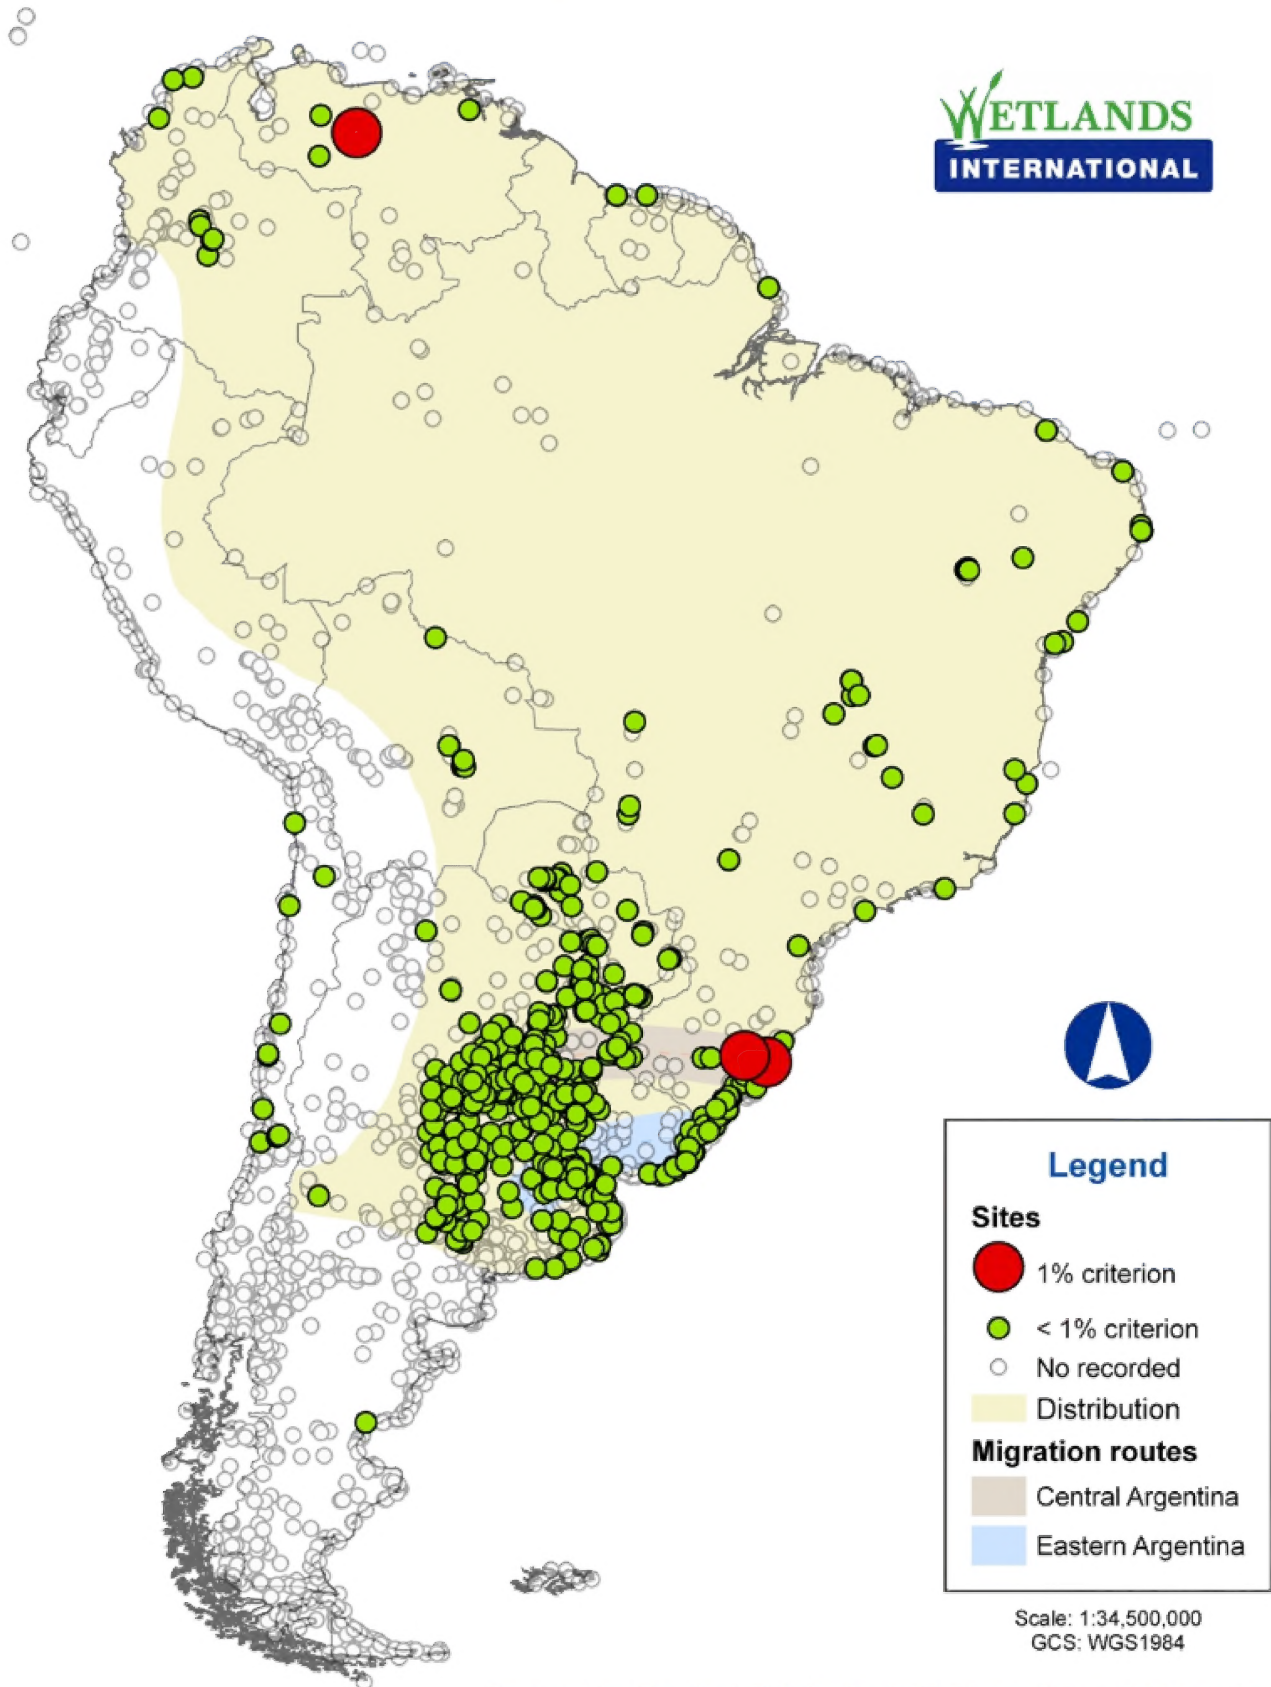 WETLANDS
INTERNATIONAL
Legend
Sites
1% criterion
< 1% criterion
No recorded
Distribution
Migration routes
Central Argentina
Eastern Argentina
Scale: 1:34,500,000
GCS: WGS1984